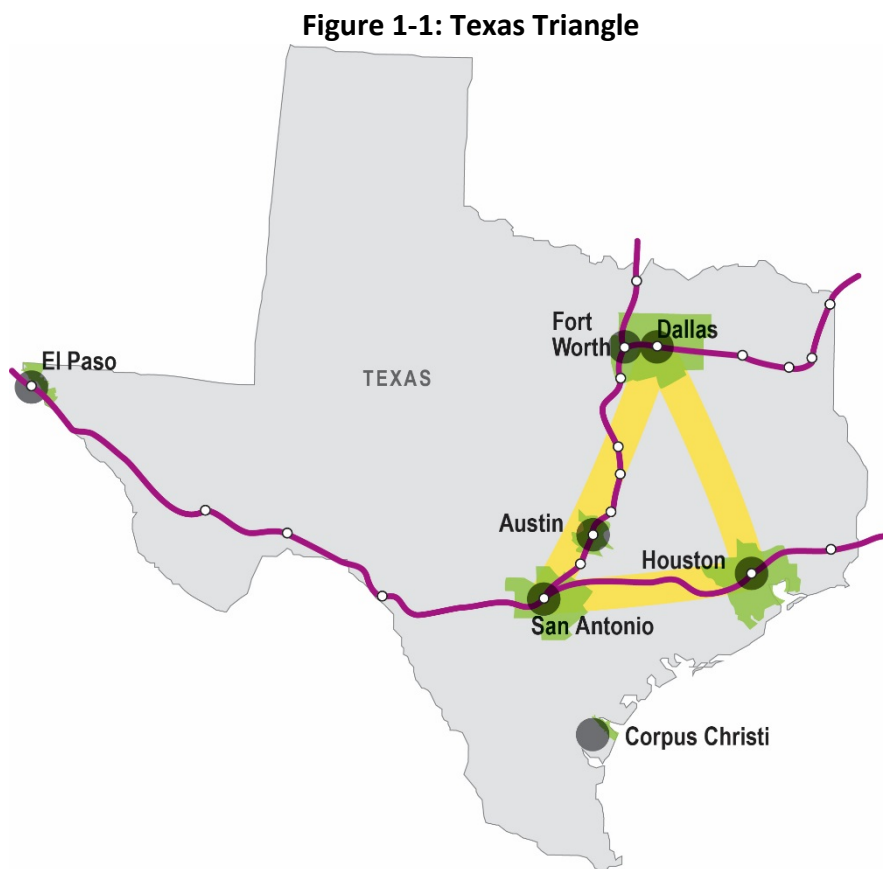 Figure 1-1: Texas Triangle
Fort
Worth
Dallas
El Paso
TEXAS
Austin
Houston
San Antonio
Corpus Christi